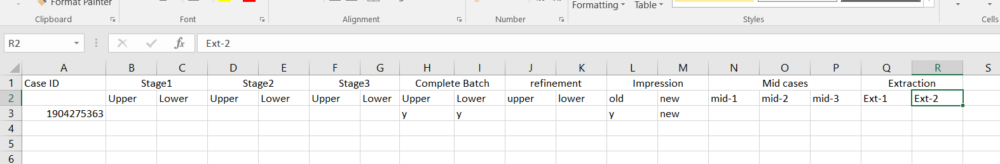 Format Painter
Formatting Table
Clipboard Font Alignment Number Styles Cells
R2 fx Ext-2
A B C D E F G H I J K L M N O P Q R S
1 Case ID Stage1 Stage2 Stage3 Complete Batch refinement Impression Mid cases Extraction
2 Upper Lower Upper Lower Upper Lower Upper Lower upper lower old new mid-1 mid-2 mid-3 Ext-1 Ext-2
3 1904275363 y y y new
4
5
6